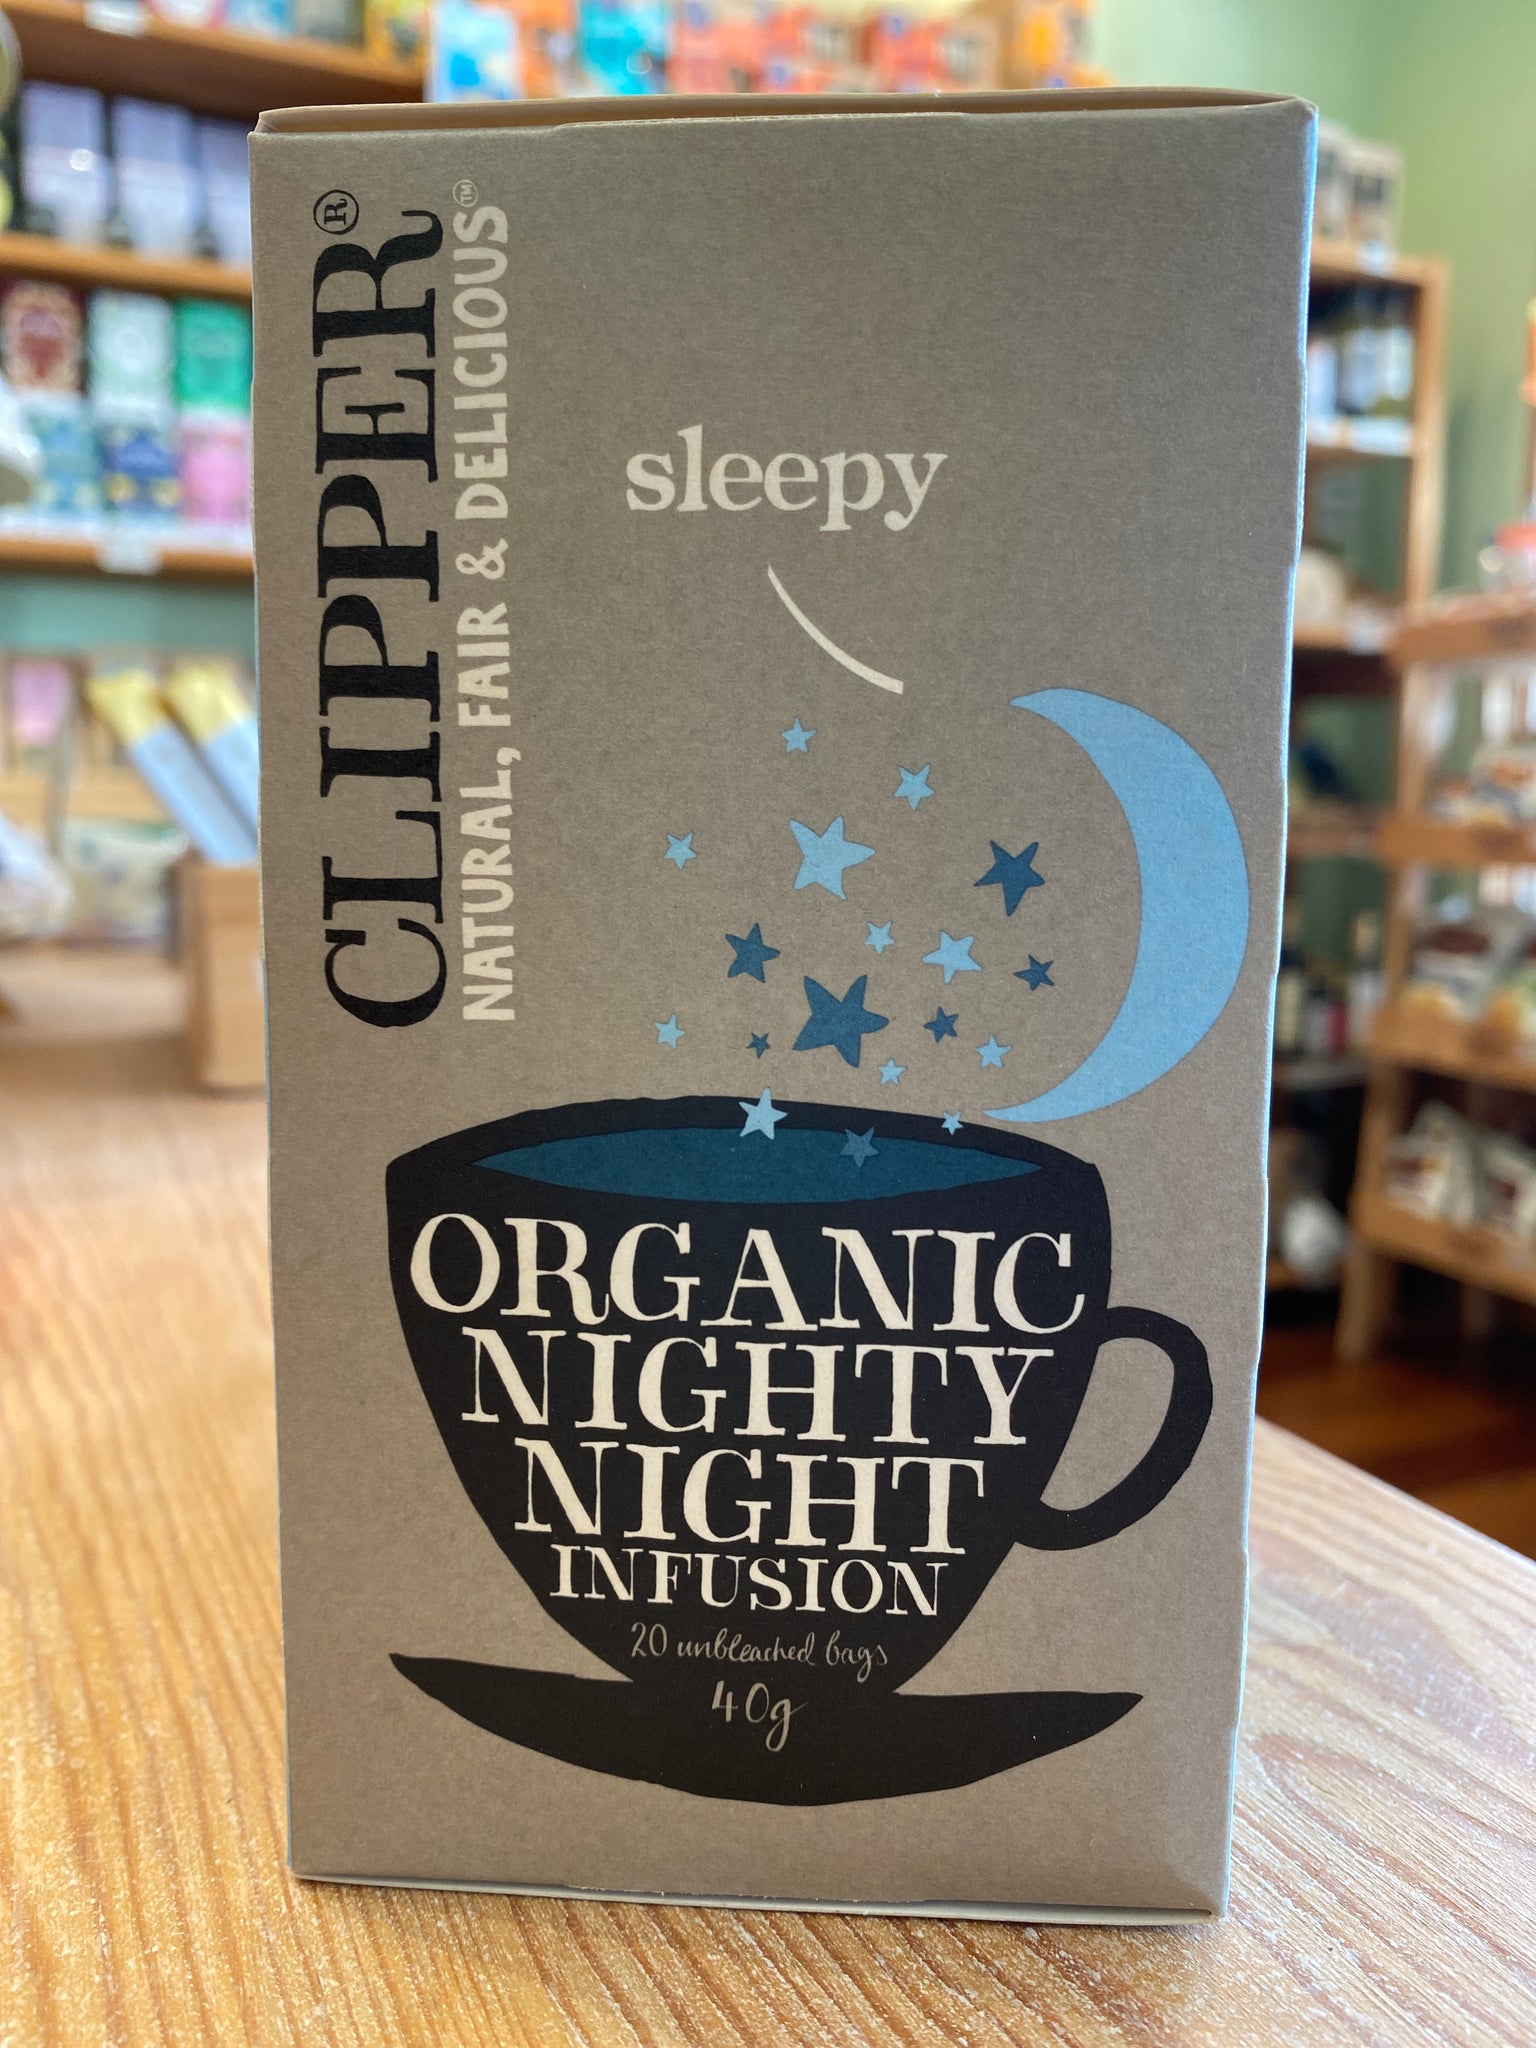 CLIPPER®
NATURAL, FAIR & DELICIOUS™
sleepy
ORGANIC
NIGHTY
NIGHT
INFUSION
20 unbleached bags
40g